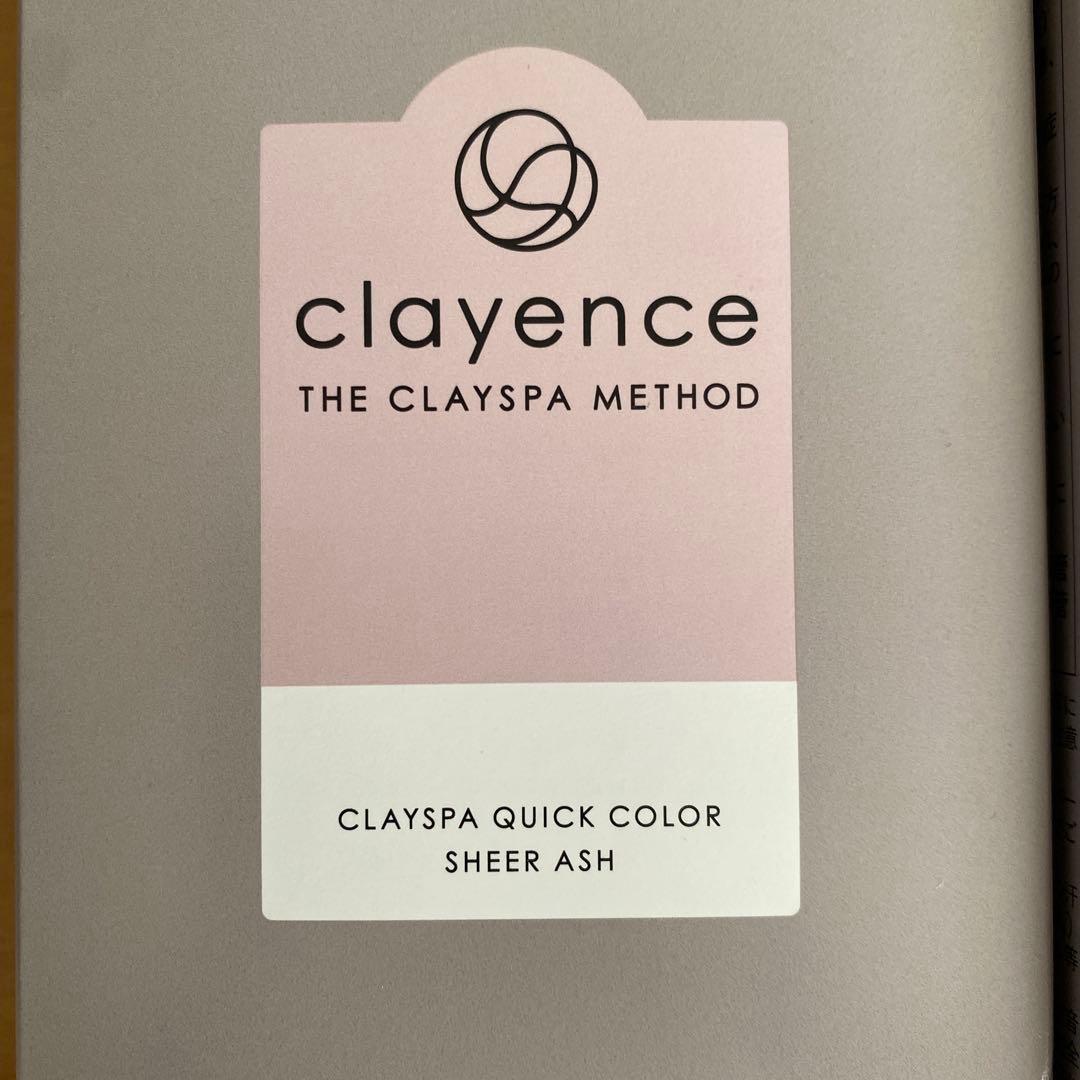 clayence
THE CLAYSPA METHOD
CLAYSPA QUICK COLOR
SHEER ASH